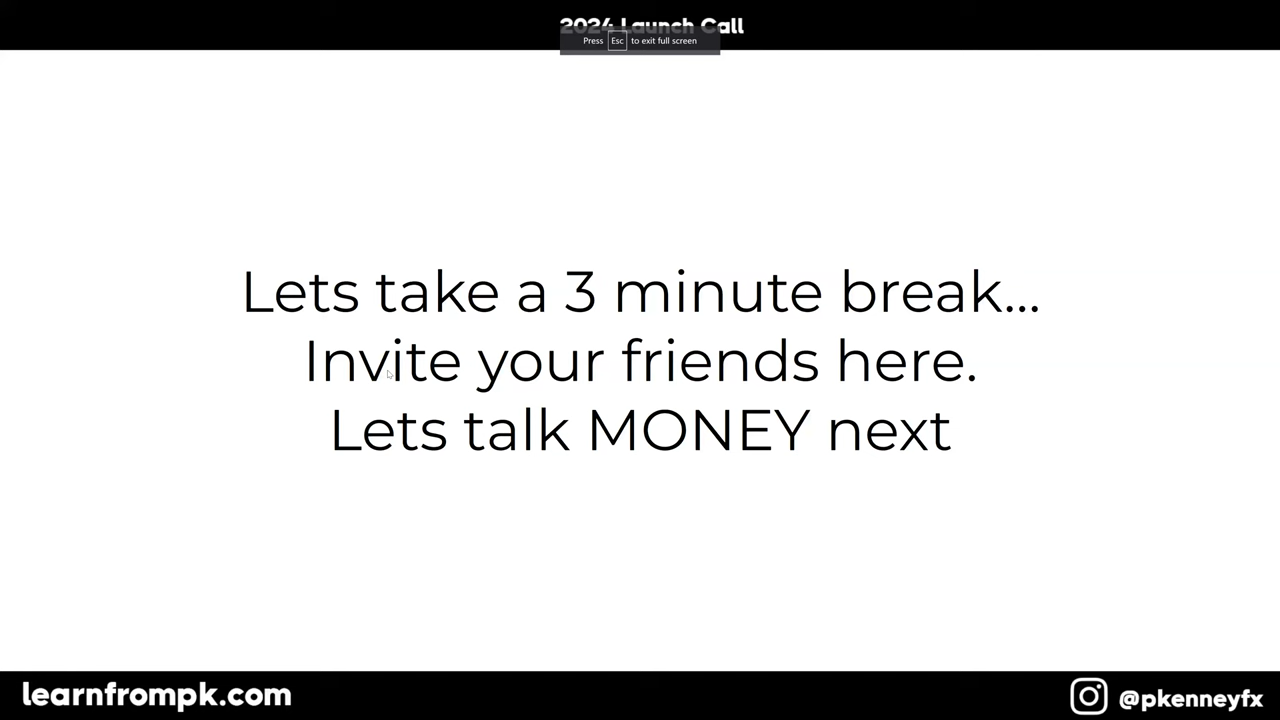 2024 Launch Call
Press Esc to exit full screen
Lets take a 3 minute break...
Invite your friends here.
Lets talk MONEY next
learnfrompk.com
@pkenneyfx